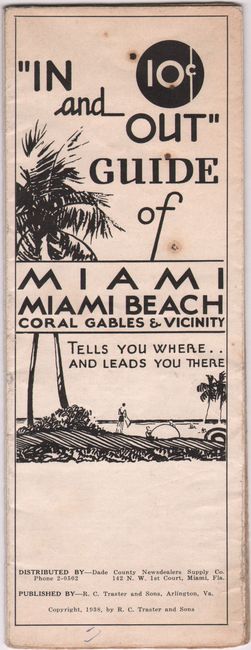 10¢
"IN
and
OUT"
GUIDE
of
MIAMI
MIAMI BEACH
CORAL GABLES & VICINITY
TELLS YOU WHERE..
AND LEADS YOU THERE
DISTRIBUTED BY—Dade County Newsdealers Supply Co.
Phone 2-0502 142 N. W. 1st Court, Miami, Fla.
PUBLISHED BY—R. C. Traster and Sons, Arlington, Va.
Copyright, 1938, by R. C. Traster and Sons